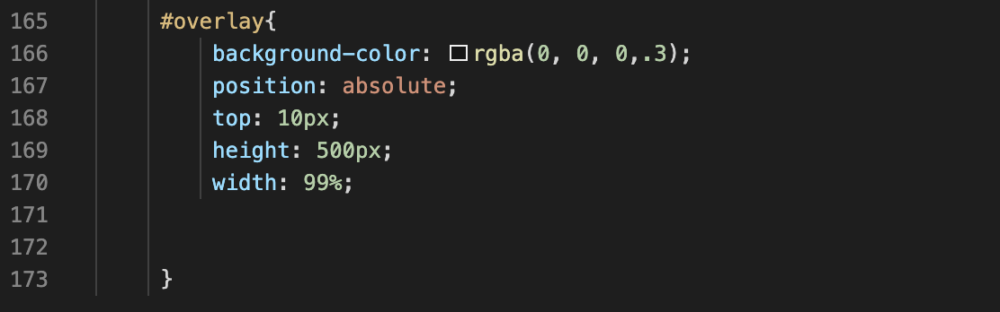 165 #overlay{
166 background-color: rgba(0, 0, 0,.3);
167 position: absolute;
168 top: 10px;
169 height: 500px;
170 width: 99%;
171
172
173 }